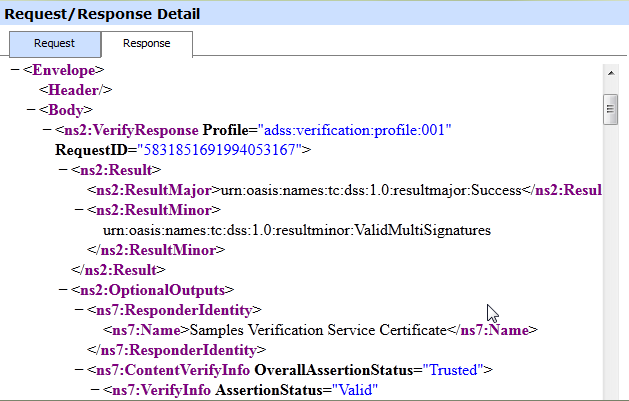 Request/Response Detail
Request Response
− <Envelope>
<Header/>
− <Body>
− <ns2:VerifyResponse Profile="adss:verification:profile:001"
RequestID="5831851691994053167">
− <ns2:Result>
<ns2:ResultMajor>urn:oasis:names:tc:dss:1.0:resultmajor:Success</ns2:Resul
− <ns2:ResultMinor>
urn:oasis:names:tc:dss:1.0:resultminor:ValidMultiSignatures
</ns2:ResultMinor>
</ns2:Result>
− <ns2:OptionalOutputs>
− <ns7:ResponderIdentity>
<ns7:Name>Samples Verification Service Certificate</ns7:Name>
</ns7:ResponderIdentity>
− <ns7:ContentVerifyInfo OverallAssertionStatus="Trusted">
− <ns7:VerifyInfo AssertionStatus="Valid"